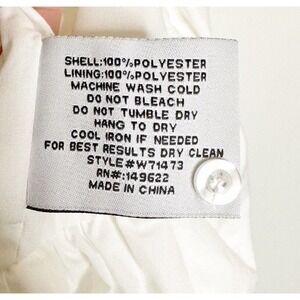 SHELL:100%POLYESTER
LINING:100%POLYESTER
MACHINE WASH COLD
DO NOT BLEACH
DO NOT TUMBLE DRY
HANG TO DRY
COOL IRON IF NEEDED
FOR BEST RESULTS DRY CLEAN
STYLE#W71473
RN#:149622
MADE IN CHINA